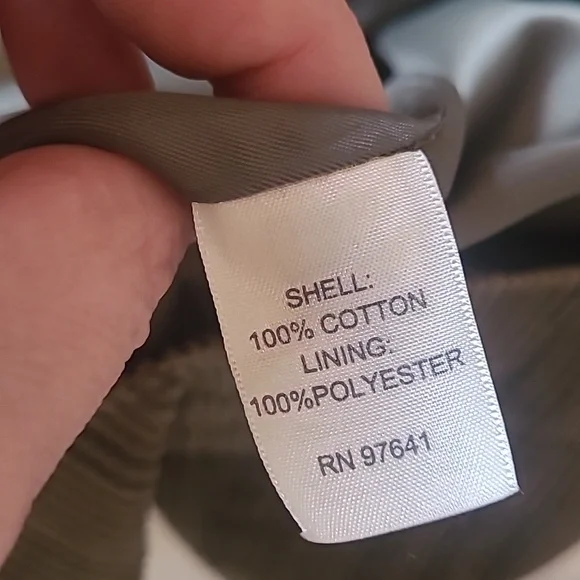 SHELL:
100% COTTON
LINING:
100%POLYESTER
RN 97641